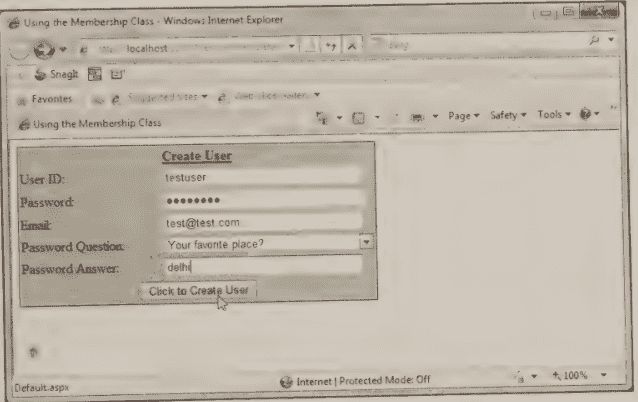 Using the Membership Class - Windows Internet Explorer
localhost
Snagit
Favorites
Using the Membership Class
Page Safety Tools
Create User
User ID: testuser
Password: ●●●●●●●●
Email: test@test.com
Password Question: Your favorite place?
Password Answer: delhi
Click to Create User
Default.aspx
Internet | Protected Mode: Off
100%